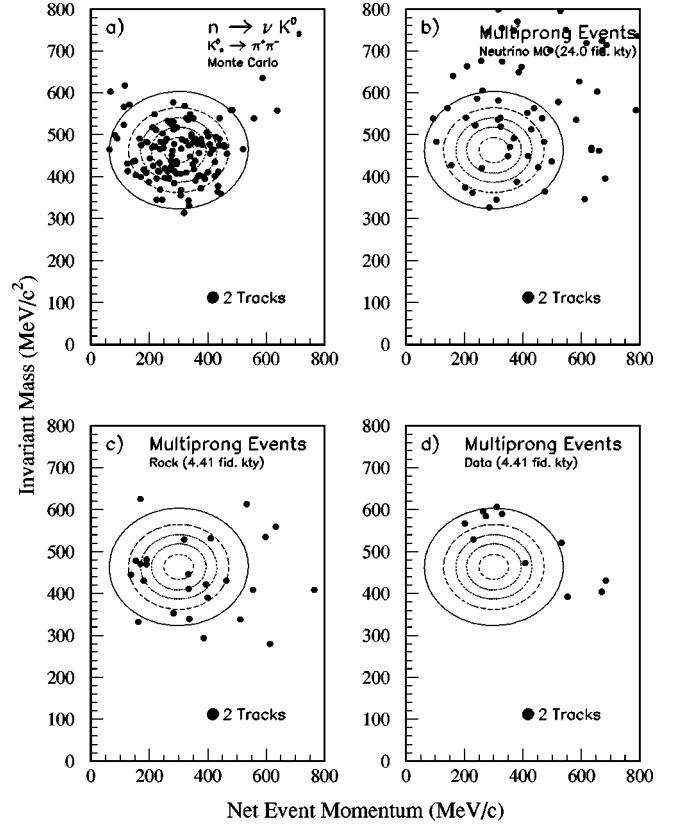 a) n → ν K⁰ₛ
K⁰ₛ → π⁺π⁻
Monte Carlo
2 Tracks
800
700
600
500
400
300
200
100
0
0 200 400 600 800
b) Multiprong Events
Neutrino MC (24.0 fid. kty)
2 Tracks
800
700
600
500
400
300
200
100
0
0 200 400 600 800
Invariant Mass (MeV/c²)
c) Multiprong Events
Rock (4.41 fid. kty)
2 Tracks
800
700
600
500
400
300
200
100
0
0 200 400 600 800
d) Multiprong Events
Data (4.41 fid. kty)
2 Tracks
800
700
600
500
400
300
200
100
0
0 200 400 600 800
Net Event Momentum (MeV/c)